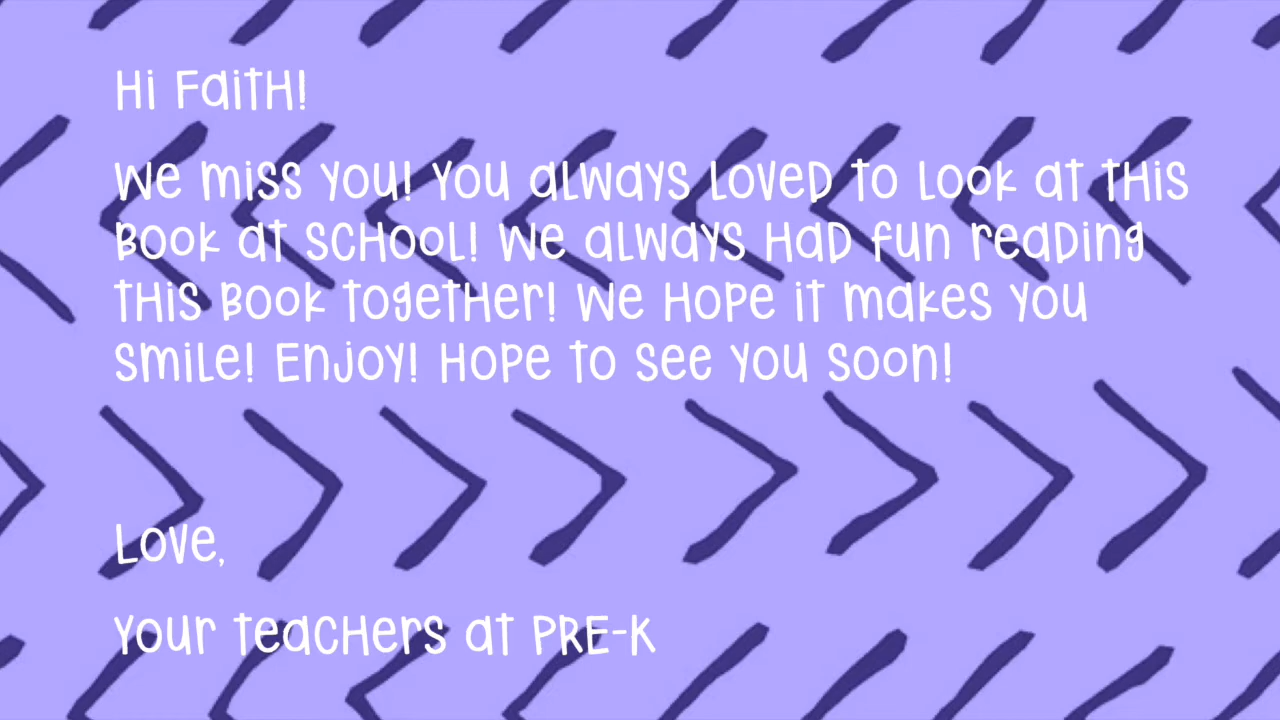 Hi Faith!
We miss you! You always loved to look at this
book at school! We always had fun reading
this book together! We hope it makes you
smile! Enjoy! Hope to see you soon!
Love,
Your teachers at PRE-K